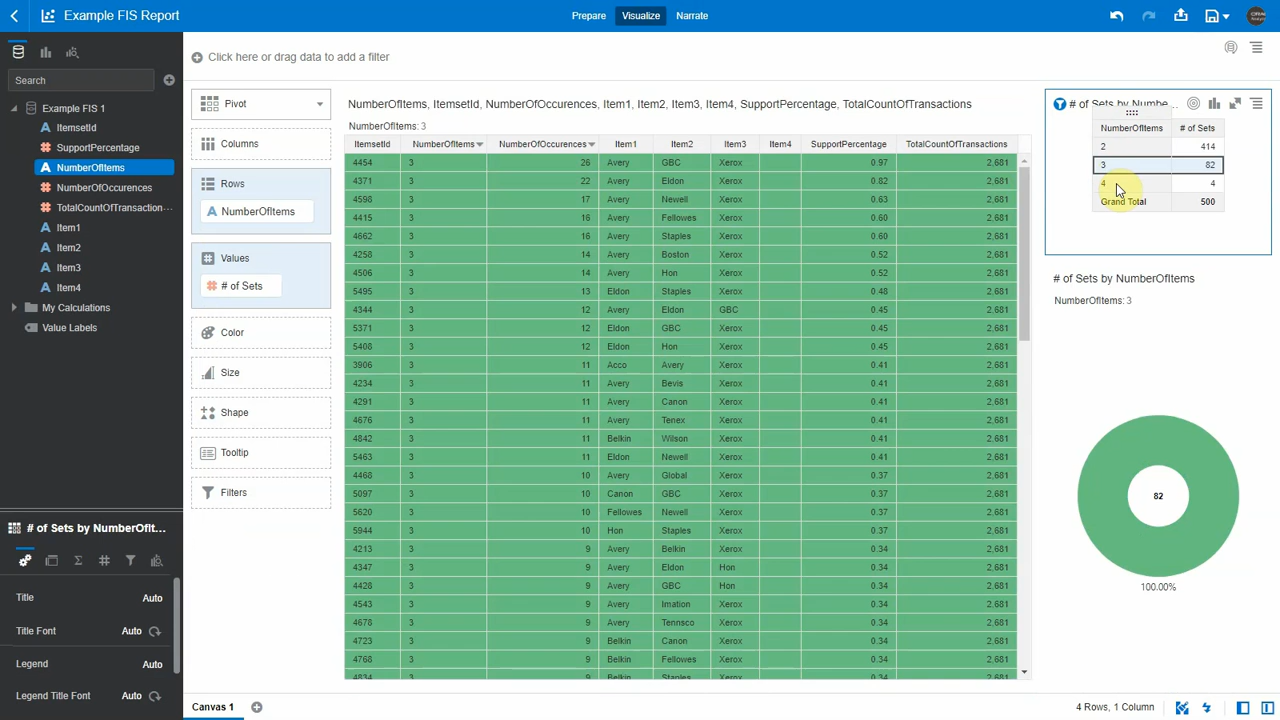 Example FIS Report
Prepare Visualize Narrate
Click here or drag data to add a filter
Search
Example FIS 1
ItemsetId
SupportPercentage
NumberOfItems
NumberOfOccurences
TotalCountOfTransaction...
Item1
Item2
Item3
Item4
My Calculations
Value Labels
# of Sets by NumberOfIt...
Title Auto
Title Font Auto
Legend Auto
Legend Title Font Auto
Pivot
Columns
Rows
NumberOfItems
Values
# of Sets
Color
Size
Shape
Tooltip
Filters
NumberOfItems, ItemsetId, NumberOfOccurences, Item1, Item2, Item3, Item4, SupportPercentage, TotalCountOfTransactions
NumberOfItems: 3
ItemsetId NumberOfItems NumberOfOccurences Item1 Item2 Item3 Item4 SupportPercentage TotalCountOfTransactions
4454 3 26 Avery GBC Xerox 0.97 2,681
4371 3 22 Avery Eldon Xerox 0.82 2,681
4598 3 17 Avery Newell Xerox 0.63 2,681
4415 3 16 Avery Fellowes Xerox 0.60 2,681
4662 3 16 Avery Staples Xerox 0.60 2,681
4258 3 14 Avery Boston Xerox 0.52 2,681
4506 3 14 Avery Hon Xerox 0.52 2,681
5495 3 13 Eldon Staples Xerox 0.48 2,681
4344 3 12 Avery Eldon GBC 0.45 2,681
5371 3 12 Eldon GBC Xerox 0.45 2,681
5408 3 12 Eldon Hon Xerox 0.45 2,681
3906 3 11 Acco Avery Xerox 0.41 2,681
4234 3 11 Avery Bevis Xerox 0.41 2,681
4291 3 11 Avery Canon Xerox 0.41 2,681
4676 3 11 Avery Tenex Xerox 0.41 2,681
4842 3 11 Belkin Wilson Xerox 0.41 2,681
5463 3 11 Eldon Newell Xerox 0.41 2,681
4468 3 10 Avery Global Xerox 0.37 2,681
5097 3 10 Canon GBC Xerox 0.37 2,681
5620 3 10 Fellowes Newell Xerox 0.37 2,681
5944 3 10 Hon Staples Xerox 0.37 2,681
4213 3 9 Avery Belkin Xerox 0.34 2,681
4347 3 9 Avery Eldon Hon 0.34 2,681
4428 3 9 Avery GBC Hon 0.34 2,681
4543 3 9 Avery Imation Xerox 0.34 2,681
4678 3 9 Avery Tennsco Xerox 0.34 2,681
4723 3 9 Belkin Canon Xerox 0.34 2,681
4768 3 9 Belkin Fellowes Xerox 0.34 2,681
4834 3 9 Belkin Staples Xerox 0.34 2,681
# of Sets by Numbe...
NumberOfItems # of Sets
2 414
3 82
4 4
Grand Total 500
# of Sets by NumberOfItems
NumberOfItems: 3
82
100.00%
Canvas 1
4 Rows, 1 Column